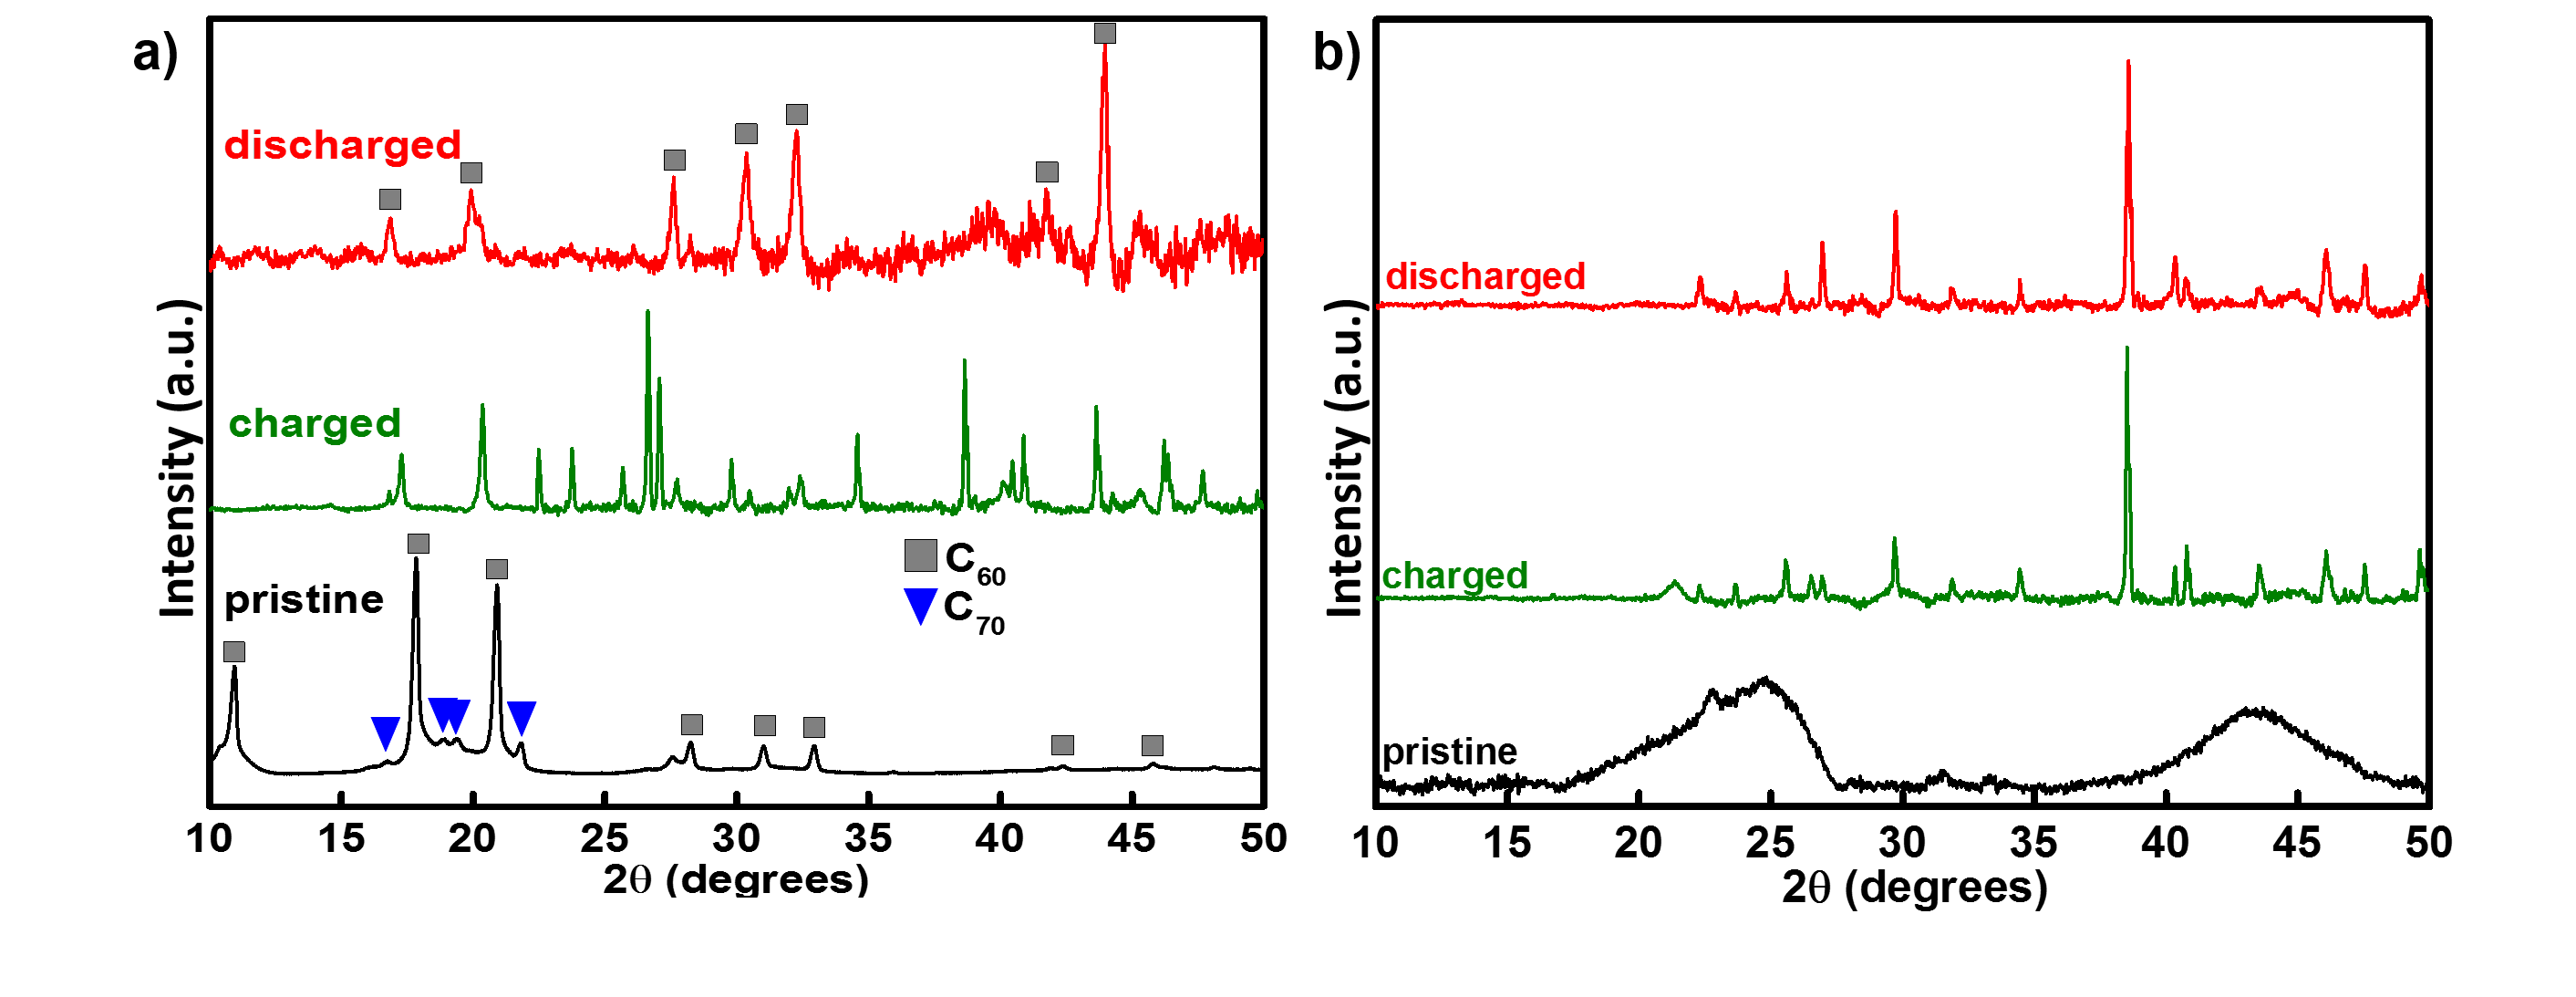 a)
discharged
charged
pristine
C60
C70
Intensity (a.u.)
10 15 20 25 30 35 40 45 50
2θ (degrees)
b)
discharged
charged
pristine
Intensity (a.u.)
10 15 20 25 30 35 40 45 50
2θ (degrees)